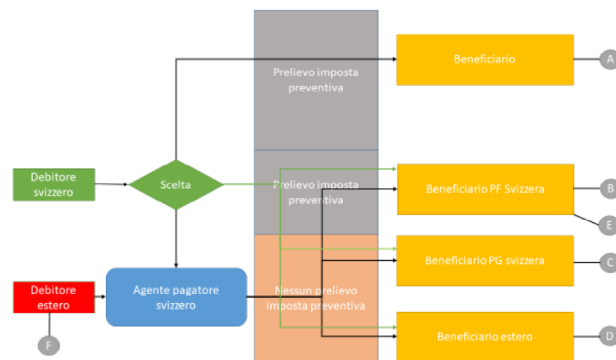 Prelievo imposta
preventiva
Beneficiario
A
Debitore
svizzero
Scelta
Prelievo imposta
preventiva
Beneficiario PF Svizzera
B
E
Beneficiario PG svizzera
C
Debitore
estero
Agente pagatore
svizzero
Nessun prelievo
imposta preventiva
Beneficiario estero
D
F